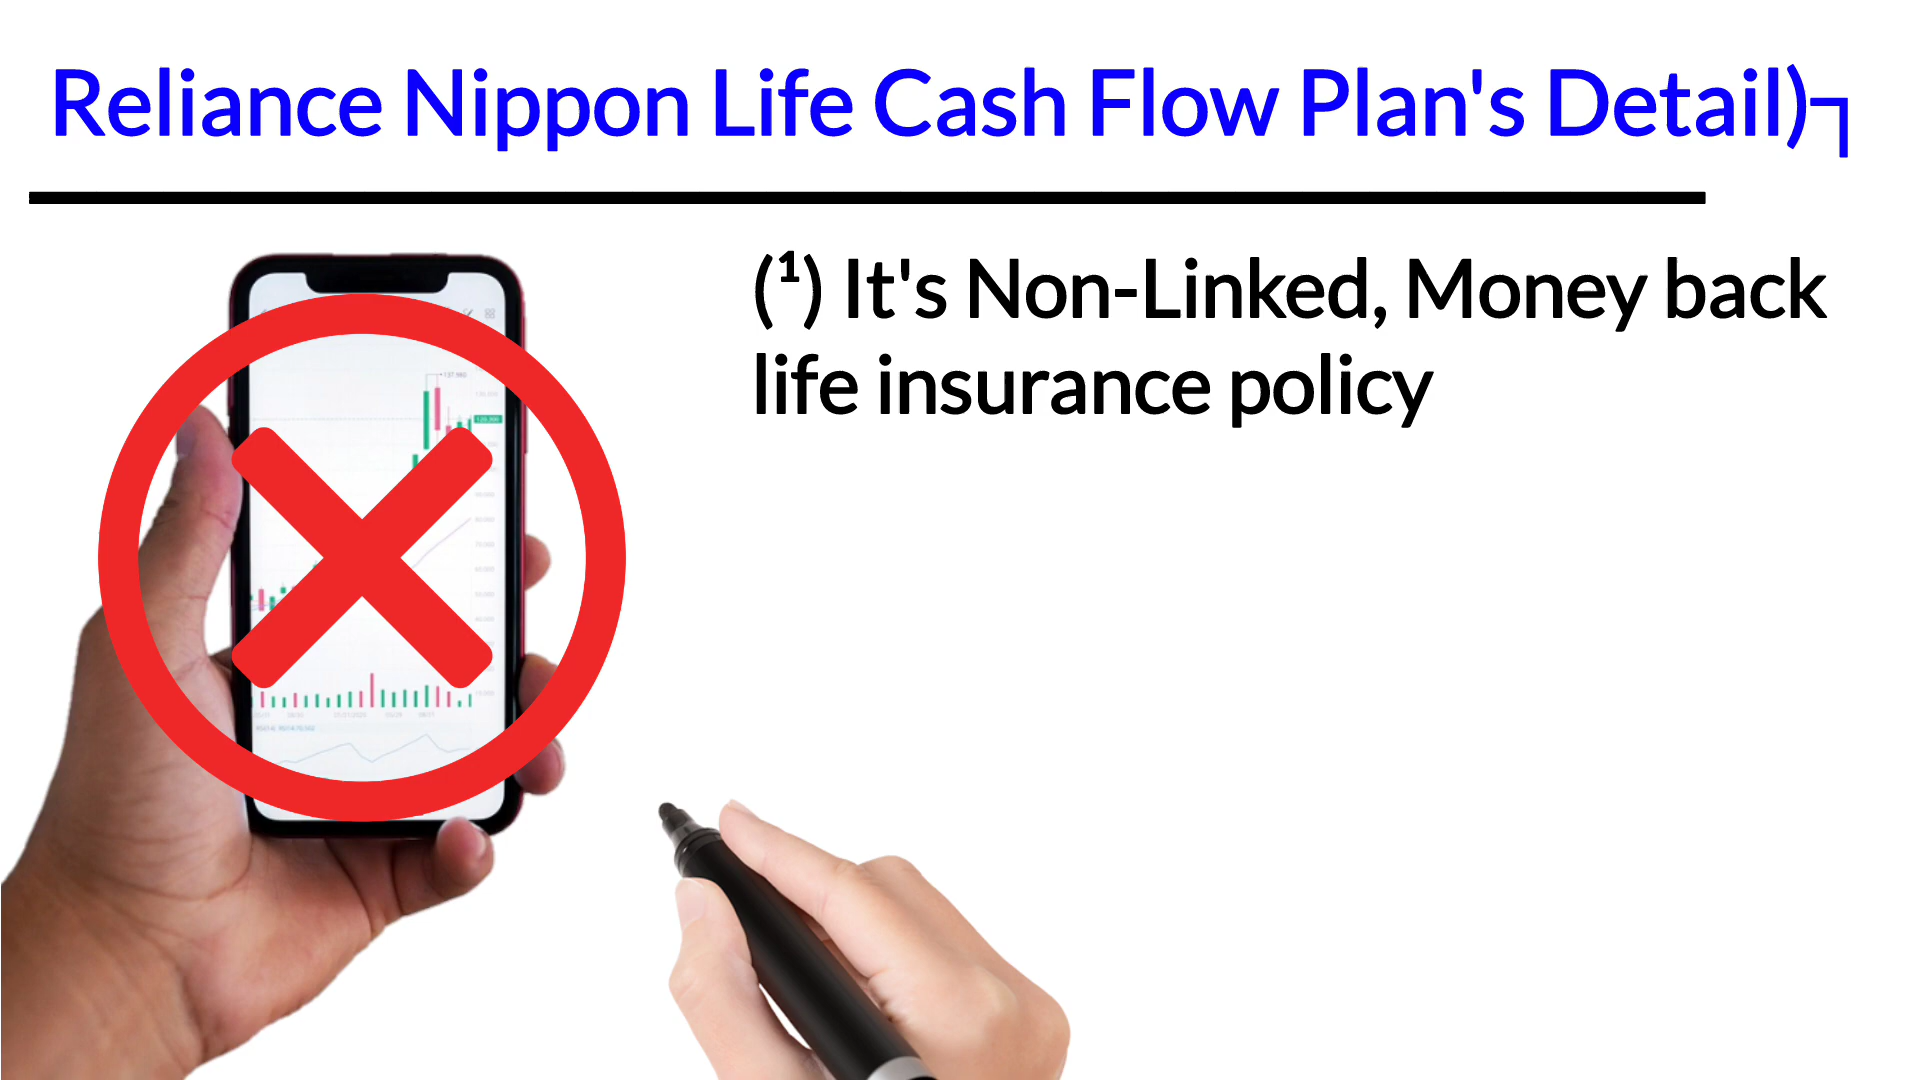 Reliance Nippon Life Cash Flow Plan's Detail)┐
(¹) It's Non-Linked, Money back
life insurance policy